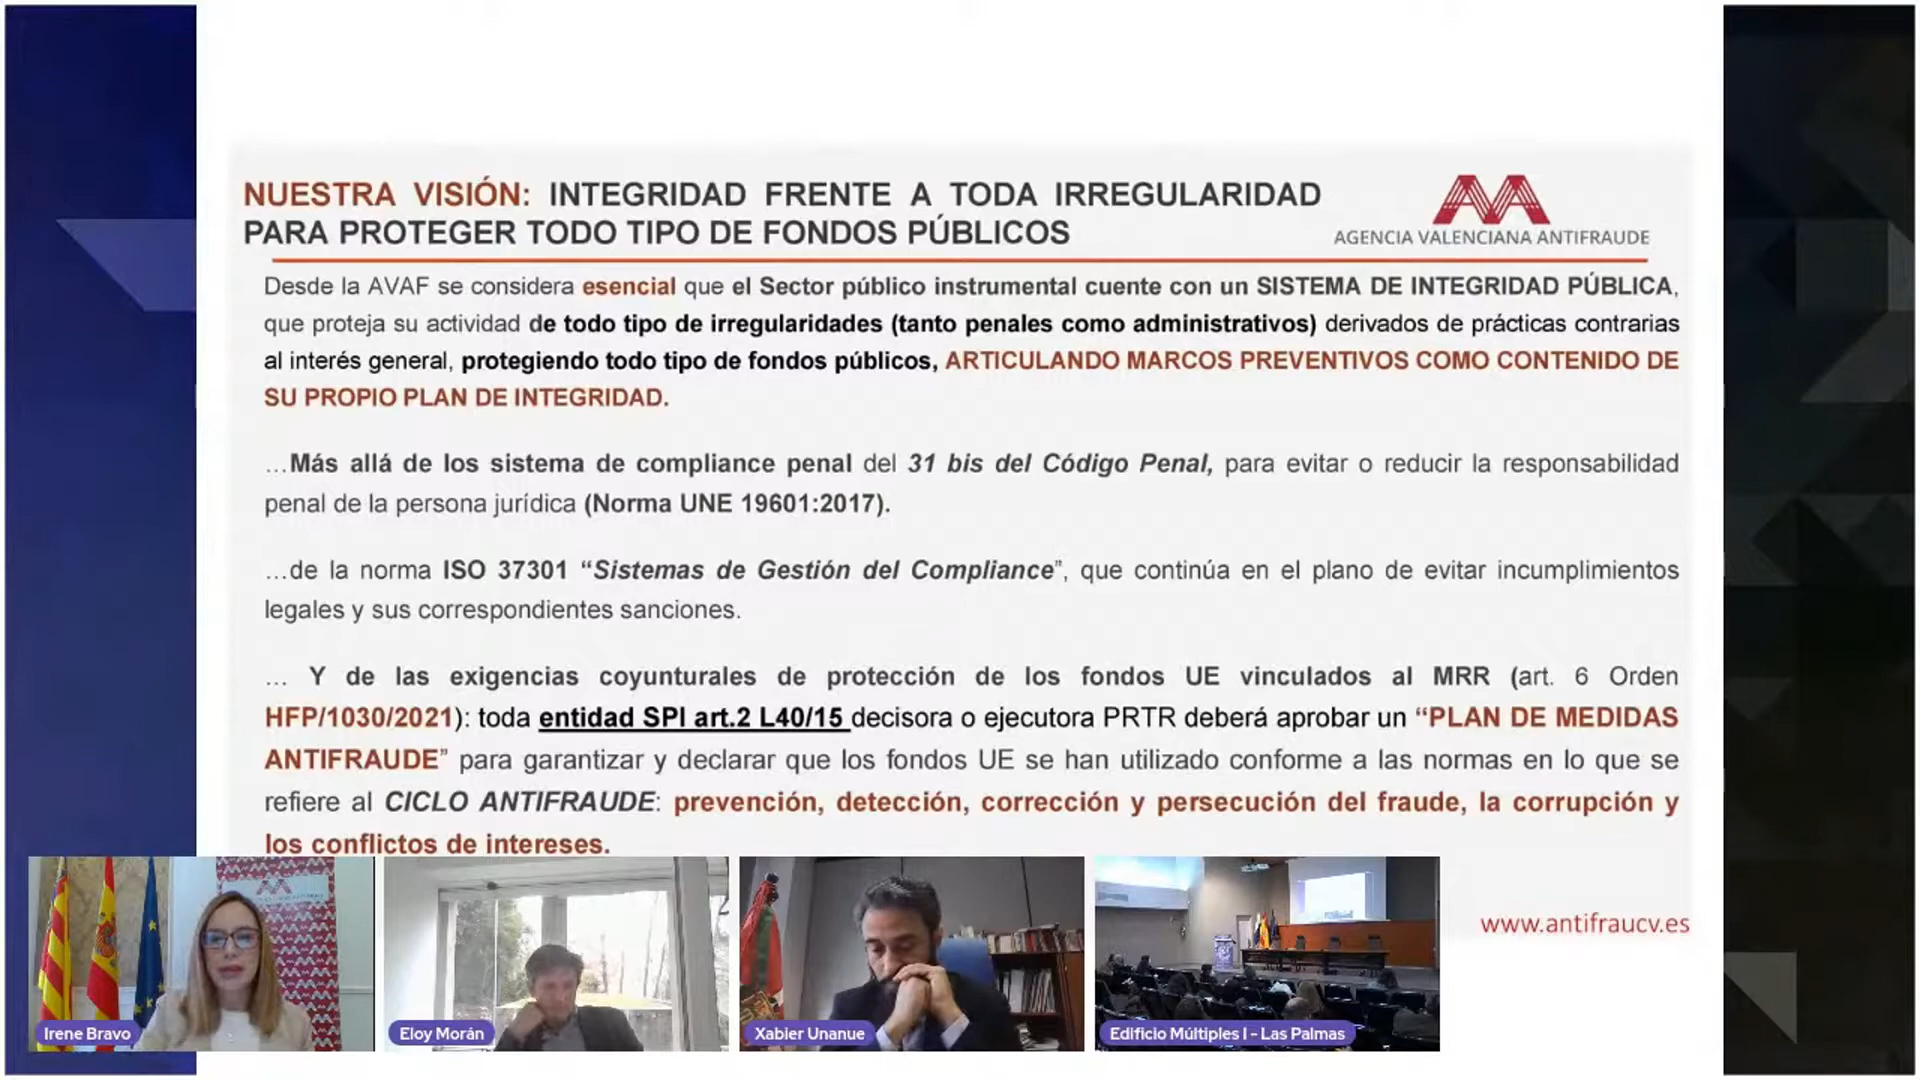 NUESTRA VISIÓN: INTEGRIDAD FRENTE A TODA IRREGULARIDAD
PARA PROTEGER TODO TIPO DE FONDOS PÚBLICOS
AGENCIA VALENCIANA ANTIFRAUDE
Desde la AVAF se considera esencial que el Sector público instrumental cuente con un SISTEMA DE INTEGRIDAD PÚBLICA,
que proteja su actividad de todo tipo de irregularidades (tanto penales como administrativos) derivados de prácticas contrarias
al interés general, protegiendo todo tipo de fondos públicos, ARTICULANDO MARCOS PREVENTIVOS COMO CONTENIDO DE
SU PROPIO PLAN DE INTEGRIDAD.
…Más allá de los sistema de compliance penal del 31 bis del Código Penal, para evitar o reducir la responsabilidad
penal de la persona jurídica (Norma UNE 19601:2017).
…de la norma ISO 37301 “Sistemas de Gestión del Compliance”, que continúa en el plano de evitar incumplimientos
legales y sus correspondientes sanciones.
… Y de las exigencias coyunturales de protección de los fondos UE vinculados al MRR (art. 6 Orden
HFP/1030/2021): toda entidad SPI art.2 L40/15 decisora o ejecutora PRTR deberá aprobar un “PLAN DE MEDIDAS
ANTIFRAUDE” para garantizar y declarar que los fondos UE se han utilizado conforme a las normas en lo que se
refiere al CICLO ANTIFRAUDE: prevención, detección, corrección y persecución del fraude, la corrupción y
los conflictos de intereses.
www.antifraucv.es
Irene Bravo
Eloy Morán
Xabier Unanue
Edificio Múltiples I - Las Palmas